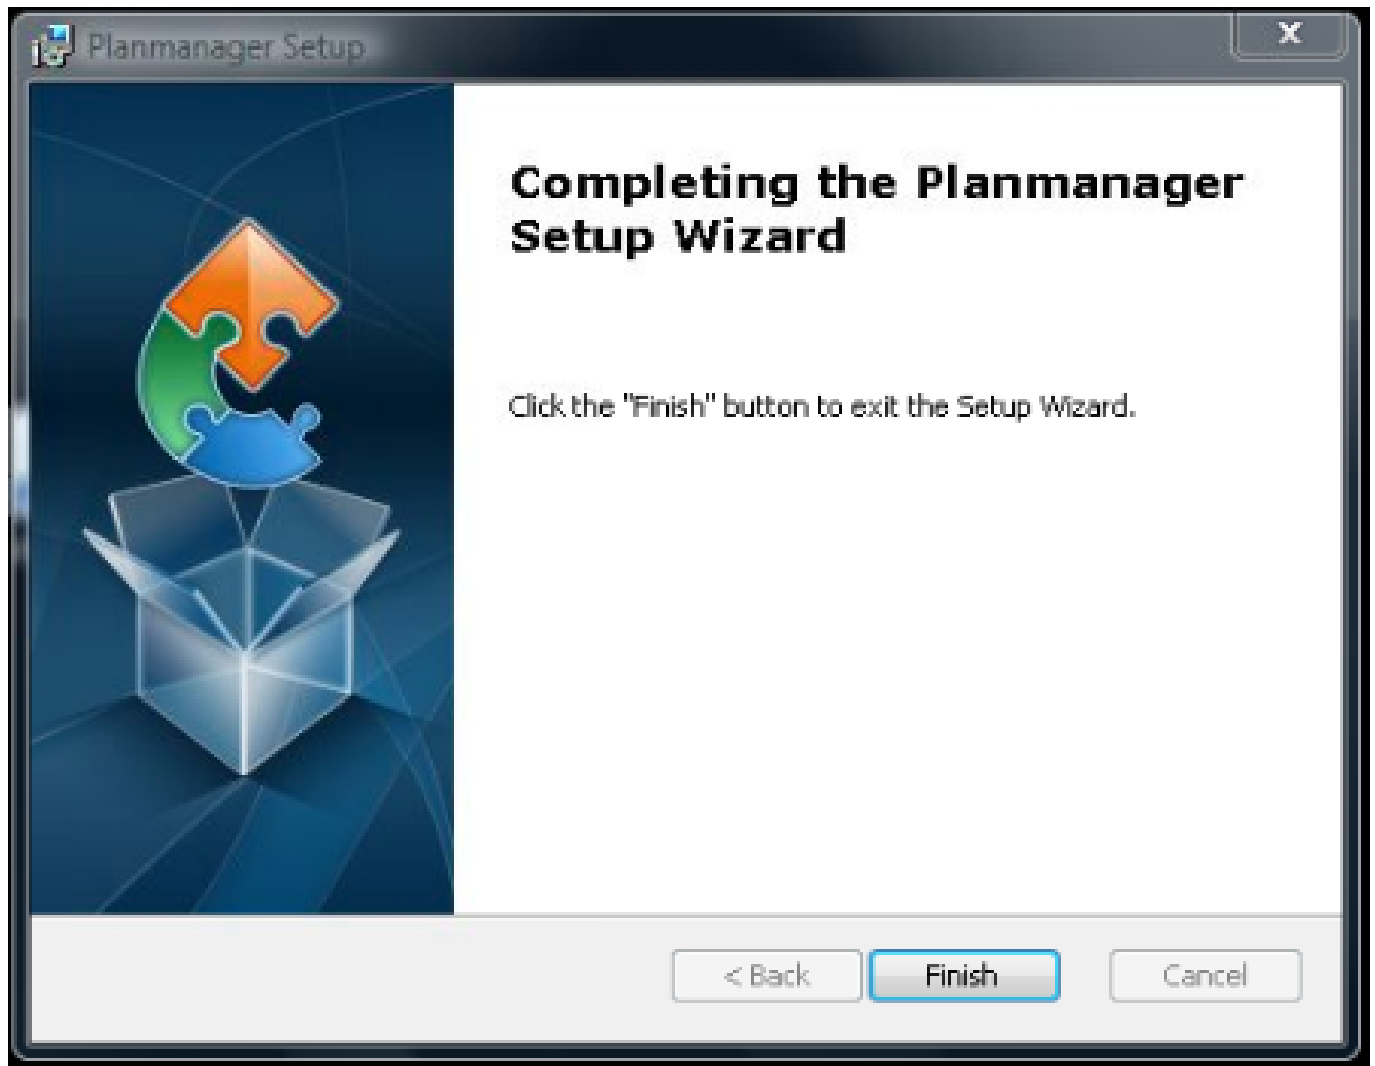 Planmanager Setup
x
Completing the Planmanager
Setup Wizard
Click the "Finish" button to exit the Setup Wizard.
< Back
Finish
Cancel